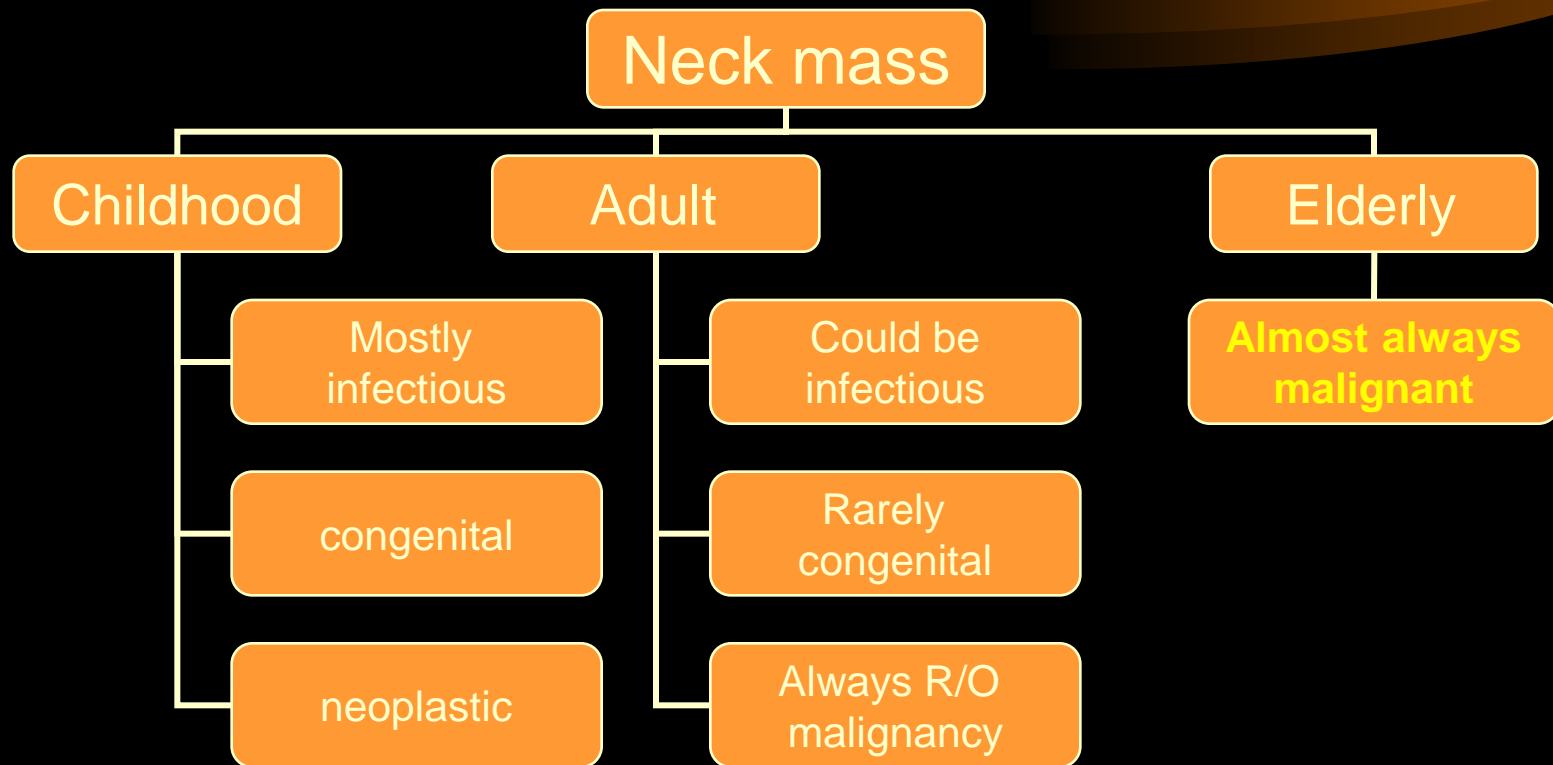 Neck mass
Childhood
Adult
Elderly
Mostly
infectious
congenital
neoplastic
Could be
infectious
Rarely
congenital
Always R/O
malignancy
Almost always
malignant